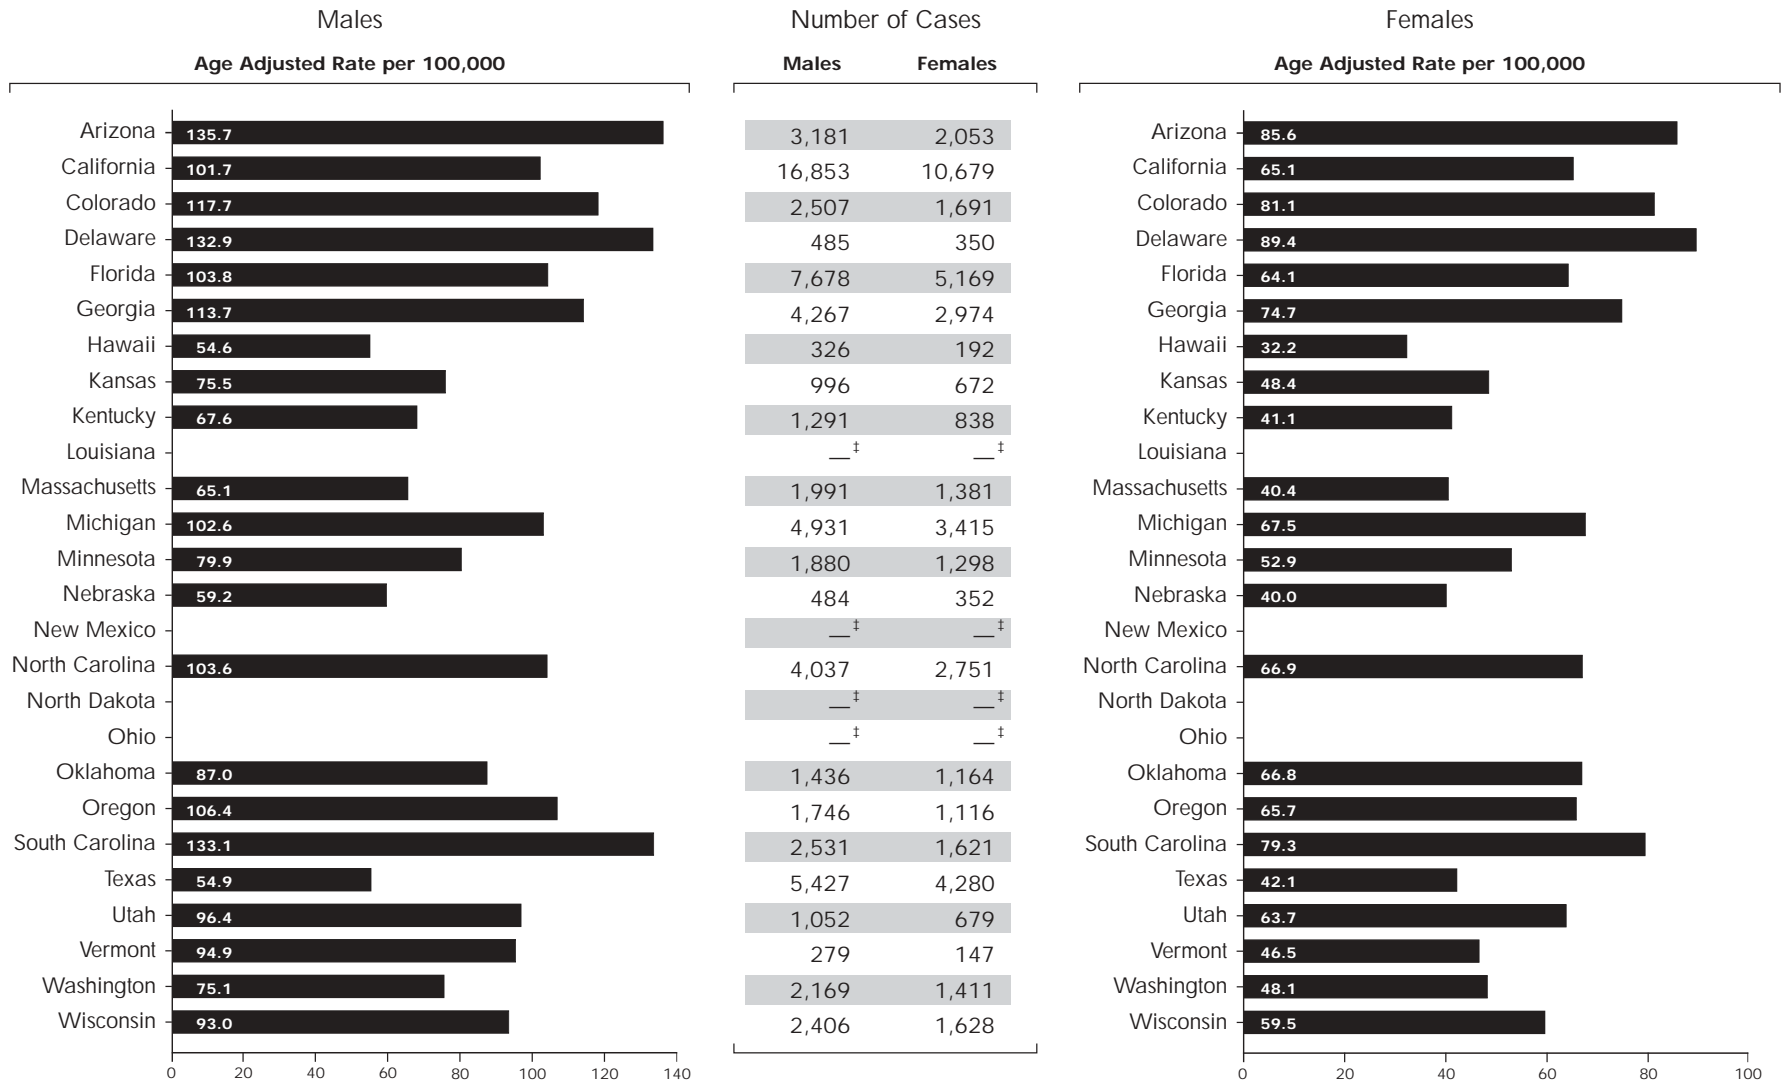 Males Number of Cases Females
Age Adjusted Rate per 100,000 Males Females Age Adjusted Rate per 100,000
Arizona 135.7 3,181 2,053 Arizona 85.6
California 101.7 16,853 10,679 California 65.1
Colorado 117.7 2,507 1,691 Colorado 81.1
Delaware 132.9 485 350 Delaware 89.4
Florida 103.8 7,678 5,169 Florida 64.1
Georgia 113.7 4,267 2,974 Georgia 74.7
Hawaii 54.6 326 192 Hawaii 32.2
Kansas 75.5 996 672 Kansas 48.4
Kentucky 67.6 1,291 838 Kentucky 41.1
Louisiana —‡ —‡ Louisiana
Massachusetts 65.1 1,991 1,381 Massachusetts 40.4
Michigan 102.6 4,931 3,415 Michigan 67.5
Minnesota 79.9 1,880 1,298 Minnesota 52.9
Nebraska 59.2 484 352 Nebraska 40.0
New Mexico —‡ —‡ New Mexico
North Carolina 103.6 4,037 2,751 North Carolina 66.9
North Dakota —‡ —‡ North Dakota
Ohio —‡ —‡ Ohio
Oklahoma 87.0 1,436 1,164 Oklahoma 66.8
Oregon 106.4 1,746 1,116 Oregon 65.7
South Carolina 133.1 2,531 1,621 South Carolina 79.3
Texas 54.9 5,427 4,280 Texas 42.1
Utah 96.4 1,052 679 Utah 63.7
Vermont 94.9 279 147 Vermont 46.5
Washington 75.1 2,169 1,411 Washington 48.1
Wisconsin 93.0 2,406 1,628 Wisconsin 59.5
0 20 40 60 80 100 120 140 0 20 40 60 80 100